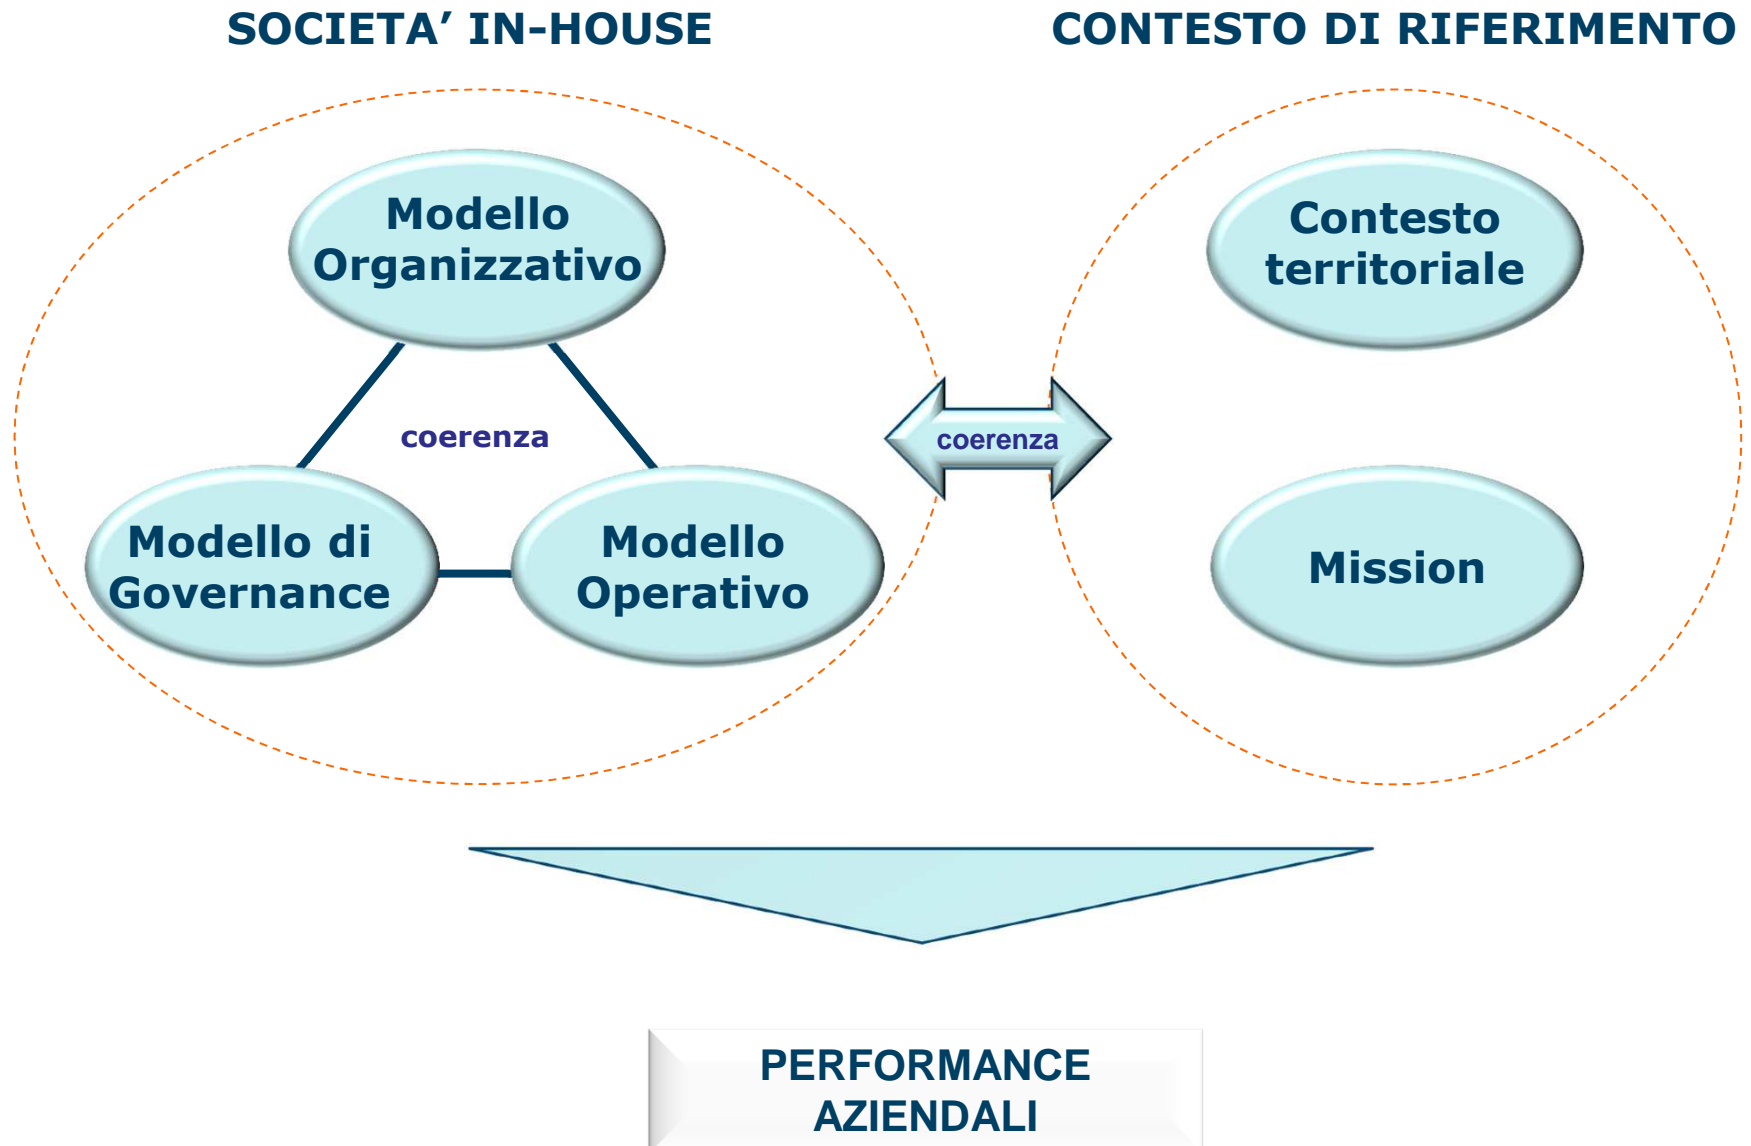 SOCIETA’ IN-HOUSE
CONTESTO DI RIFERIMENTO
Modello
Organizzativo
coerenza
Modello di
Governance
Modello
Operativo
coerenza
Contesto
territoriale
Mission
PERFORMANCE
AZIENDALI